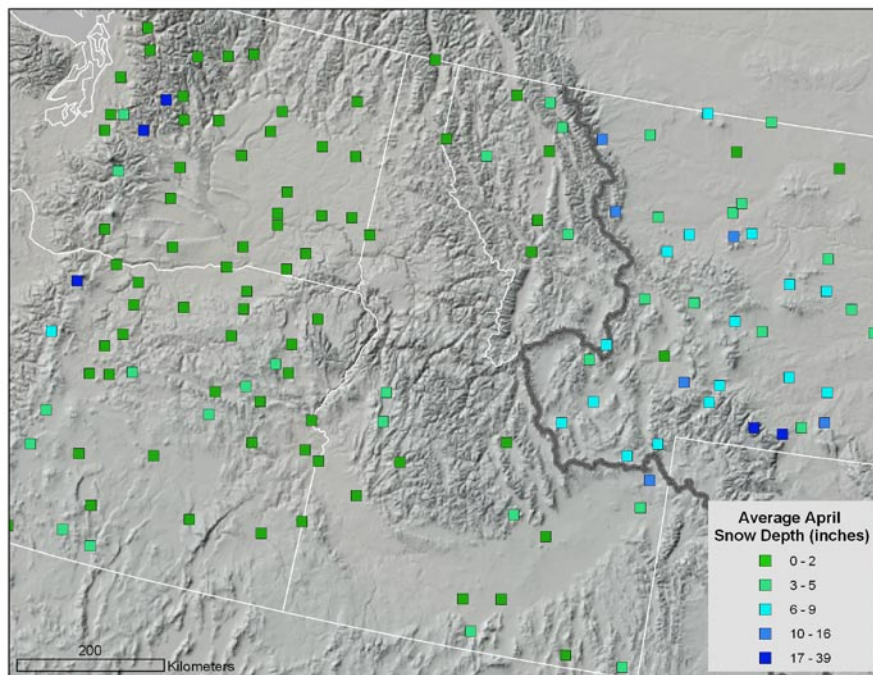 Average April
Snow Depth (inches)
0 - 2
3 - 5
6 - 9
10 - 16
17 - 39
200
Kilometers